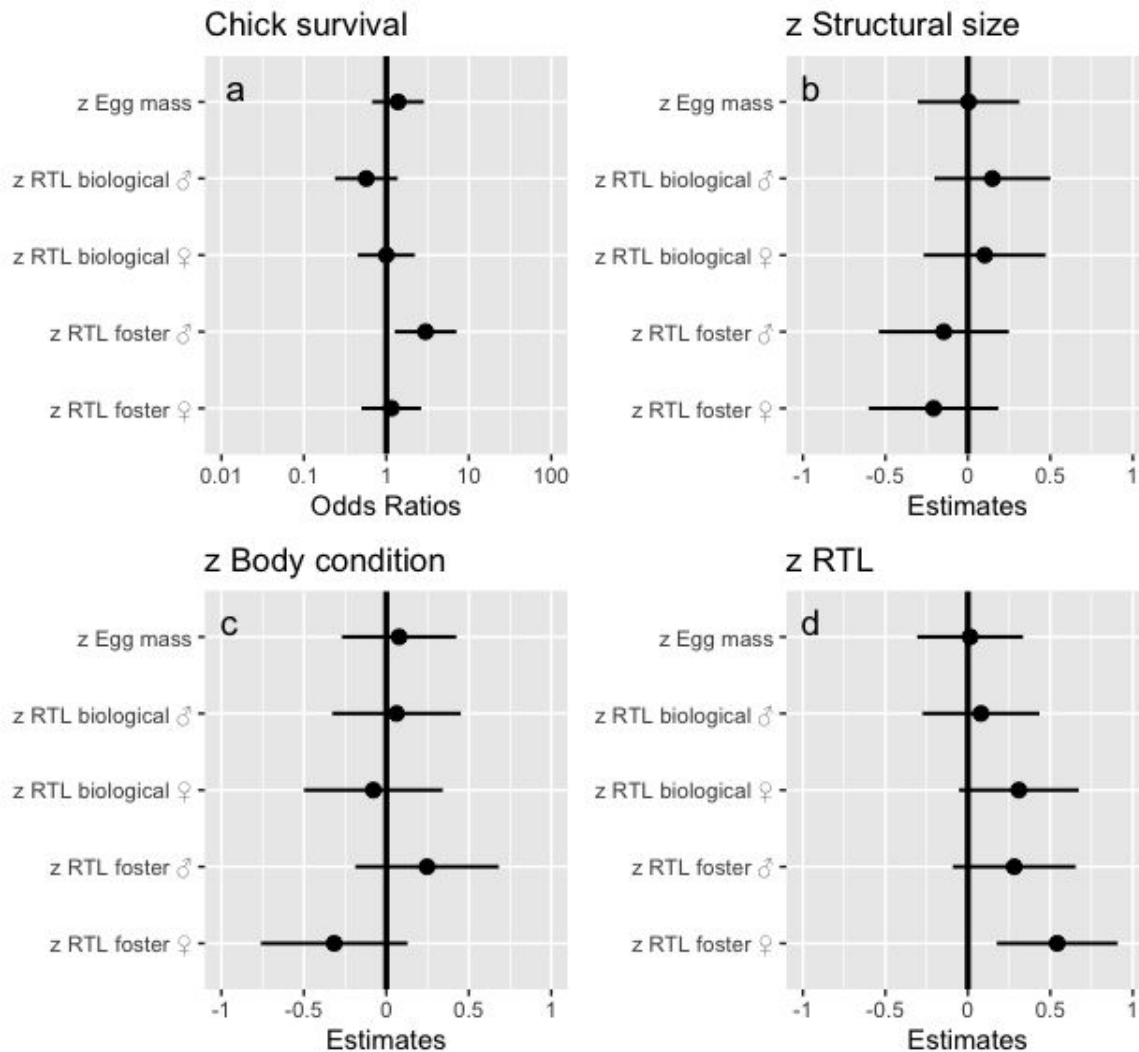 Chick survival
a
z Egg mass
z RTL biological ♂
z RTL biological ♀
z RTL foster ♂
z RTL foster ♀
0.01 0.1 1 10 100
Odds Ratios
z Structural size
b
z Egg mass
z RTL biological ♂
z RTL biological ♀
z RTL foster ♂
z RTL foster ♀
-1 -0.5 0 0.5 1
Estimates
z Body condition
c
z Egg mass
z RTL biological ♂
z RTL biological ♀
z RTL foster ♂
z RTL foster ♀
-1 -0.5 0 0.5 1
Estimates
z RTL
d
z Egg mass
z RTL biological ♂
z RTL biological ♀
z RTL foster ♂
z RTL foster ♀
-1 -0.5 0 0.5 1
Estimates